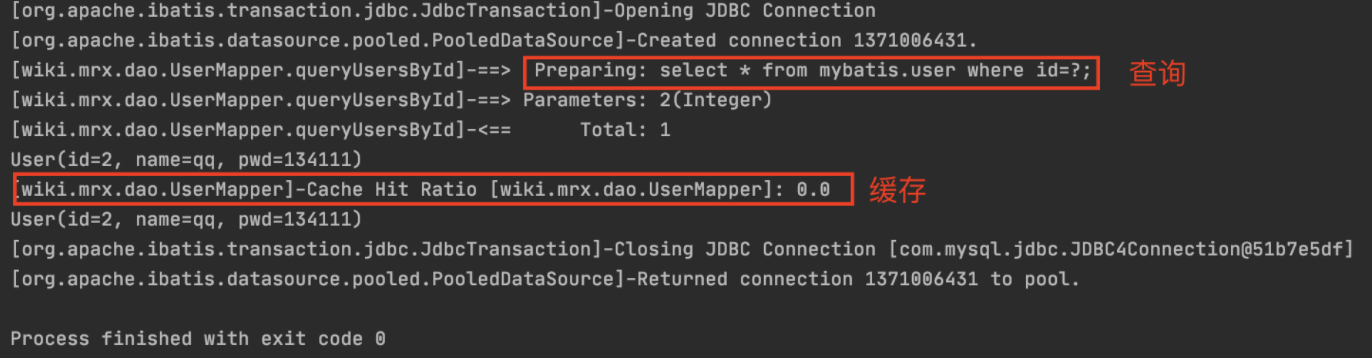 [org.apache.ibatis.transaction.jdbc.JdbcTransaction]-Opening JDBC Connection
[org.apache.ibatis.datasource.pooled.PooledDataSource]-Created connection 1371006431.
[wiki.mrx.dao.UserMapper.queryUsersById]-==>  Preparing: select * from mybatis.user where id=?; 查询
[wiki.mrx.dao.UserMapper.queryUsersById]-==> Parameters: 2(Integer)
[wiki.mrx.dao.UserMapper.queryUsersById]-<==      Total: 1
User(id=2, name=qq, pwd=134111)
[wiki.mrx.dao.UserMapper]-Cache Hit Ratio [wiki.mrx.dao.UserMapper]: 0.0 缓存
User(id=2, name=qq, pwd=134111)
[org.apache.ibatis.transaction.jdbc.JdbcTransaction]-Closing JDBC Connection [com.mysql.jdbc.JDBC4Connection@51b7e5df]
[org.apache.ibatis.datasource.pooled.PooledDataSource]-Returned connection 1371006431 to pool.
Process finished with exit code 0